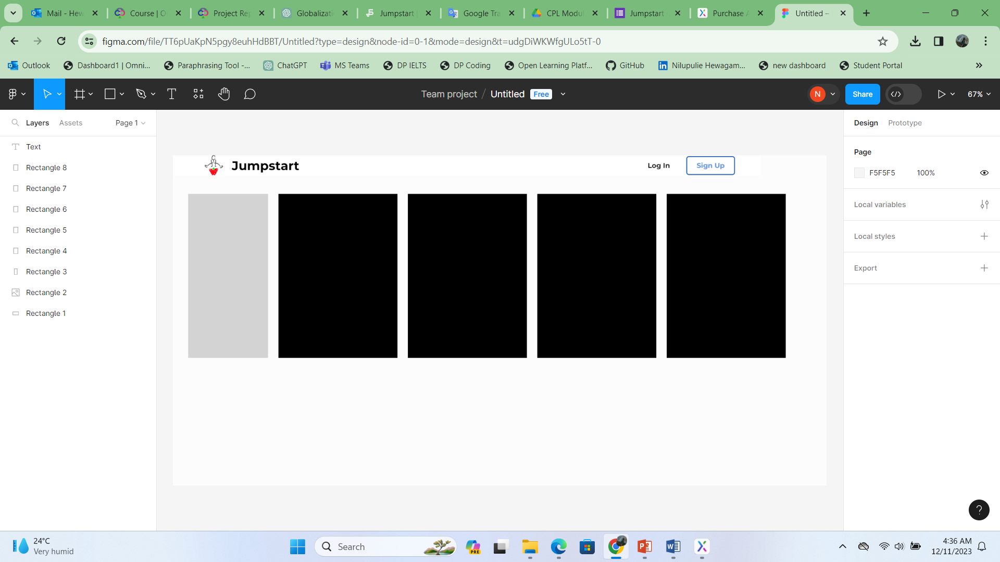 Mail - Hew
Course | O
Project Rep
Globalizati
Jumpstart
Google Tra
CPL Modul
Jumpstart
Purchase A
Untitled –
figma.com/file/TT6pUaKpN5pgy8euhHdBBT/Untitled?type=design&node-id=0-1&mode=design&t=udgDiWKWfgULo5tT-0
Outlook
Dashboard1 | Omni...
Paraphrasing Tool -...
ChatGPT
MS Teams
DP IELTS
DP Coding
Open Learning Platf...
GitHub
Nilupulie Hewagam...
new dashboard
Student Portal
Team project / Untitled Free
N
Share
67%
Layers
Assets
Page 1
Design
Prototype
Text
Rectangle 8
Rectangle 7
Rectangle 6
Rectangle 5
Rectangle 4
Rectangle 3
Rectangle 2
Rectangle 1
Jumpstart
Log In
Sign Up
Page
F5F5F5 100%
Local variables
Local styles
Export
?
24°C
Very humid
Search
PRE
4:36 AM
12/11/2023